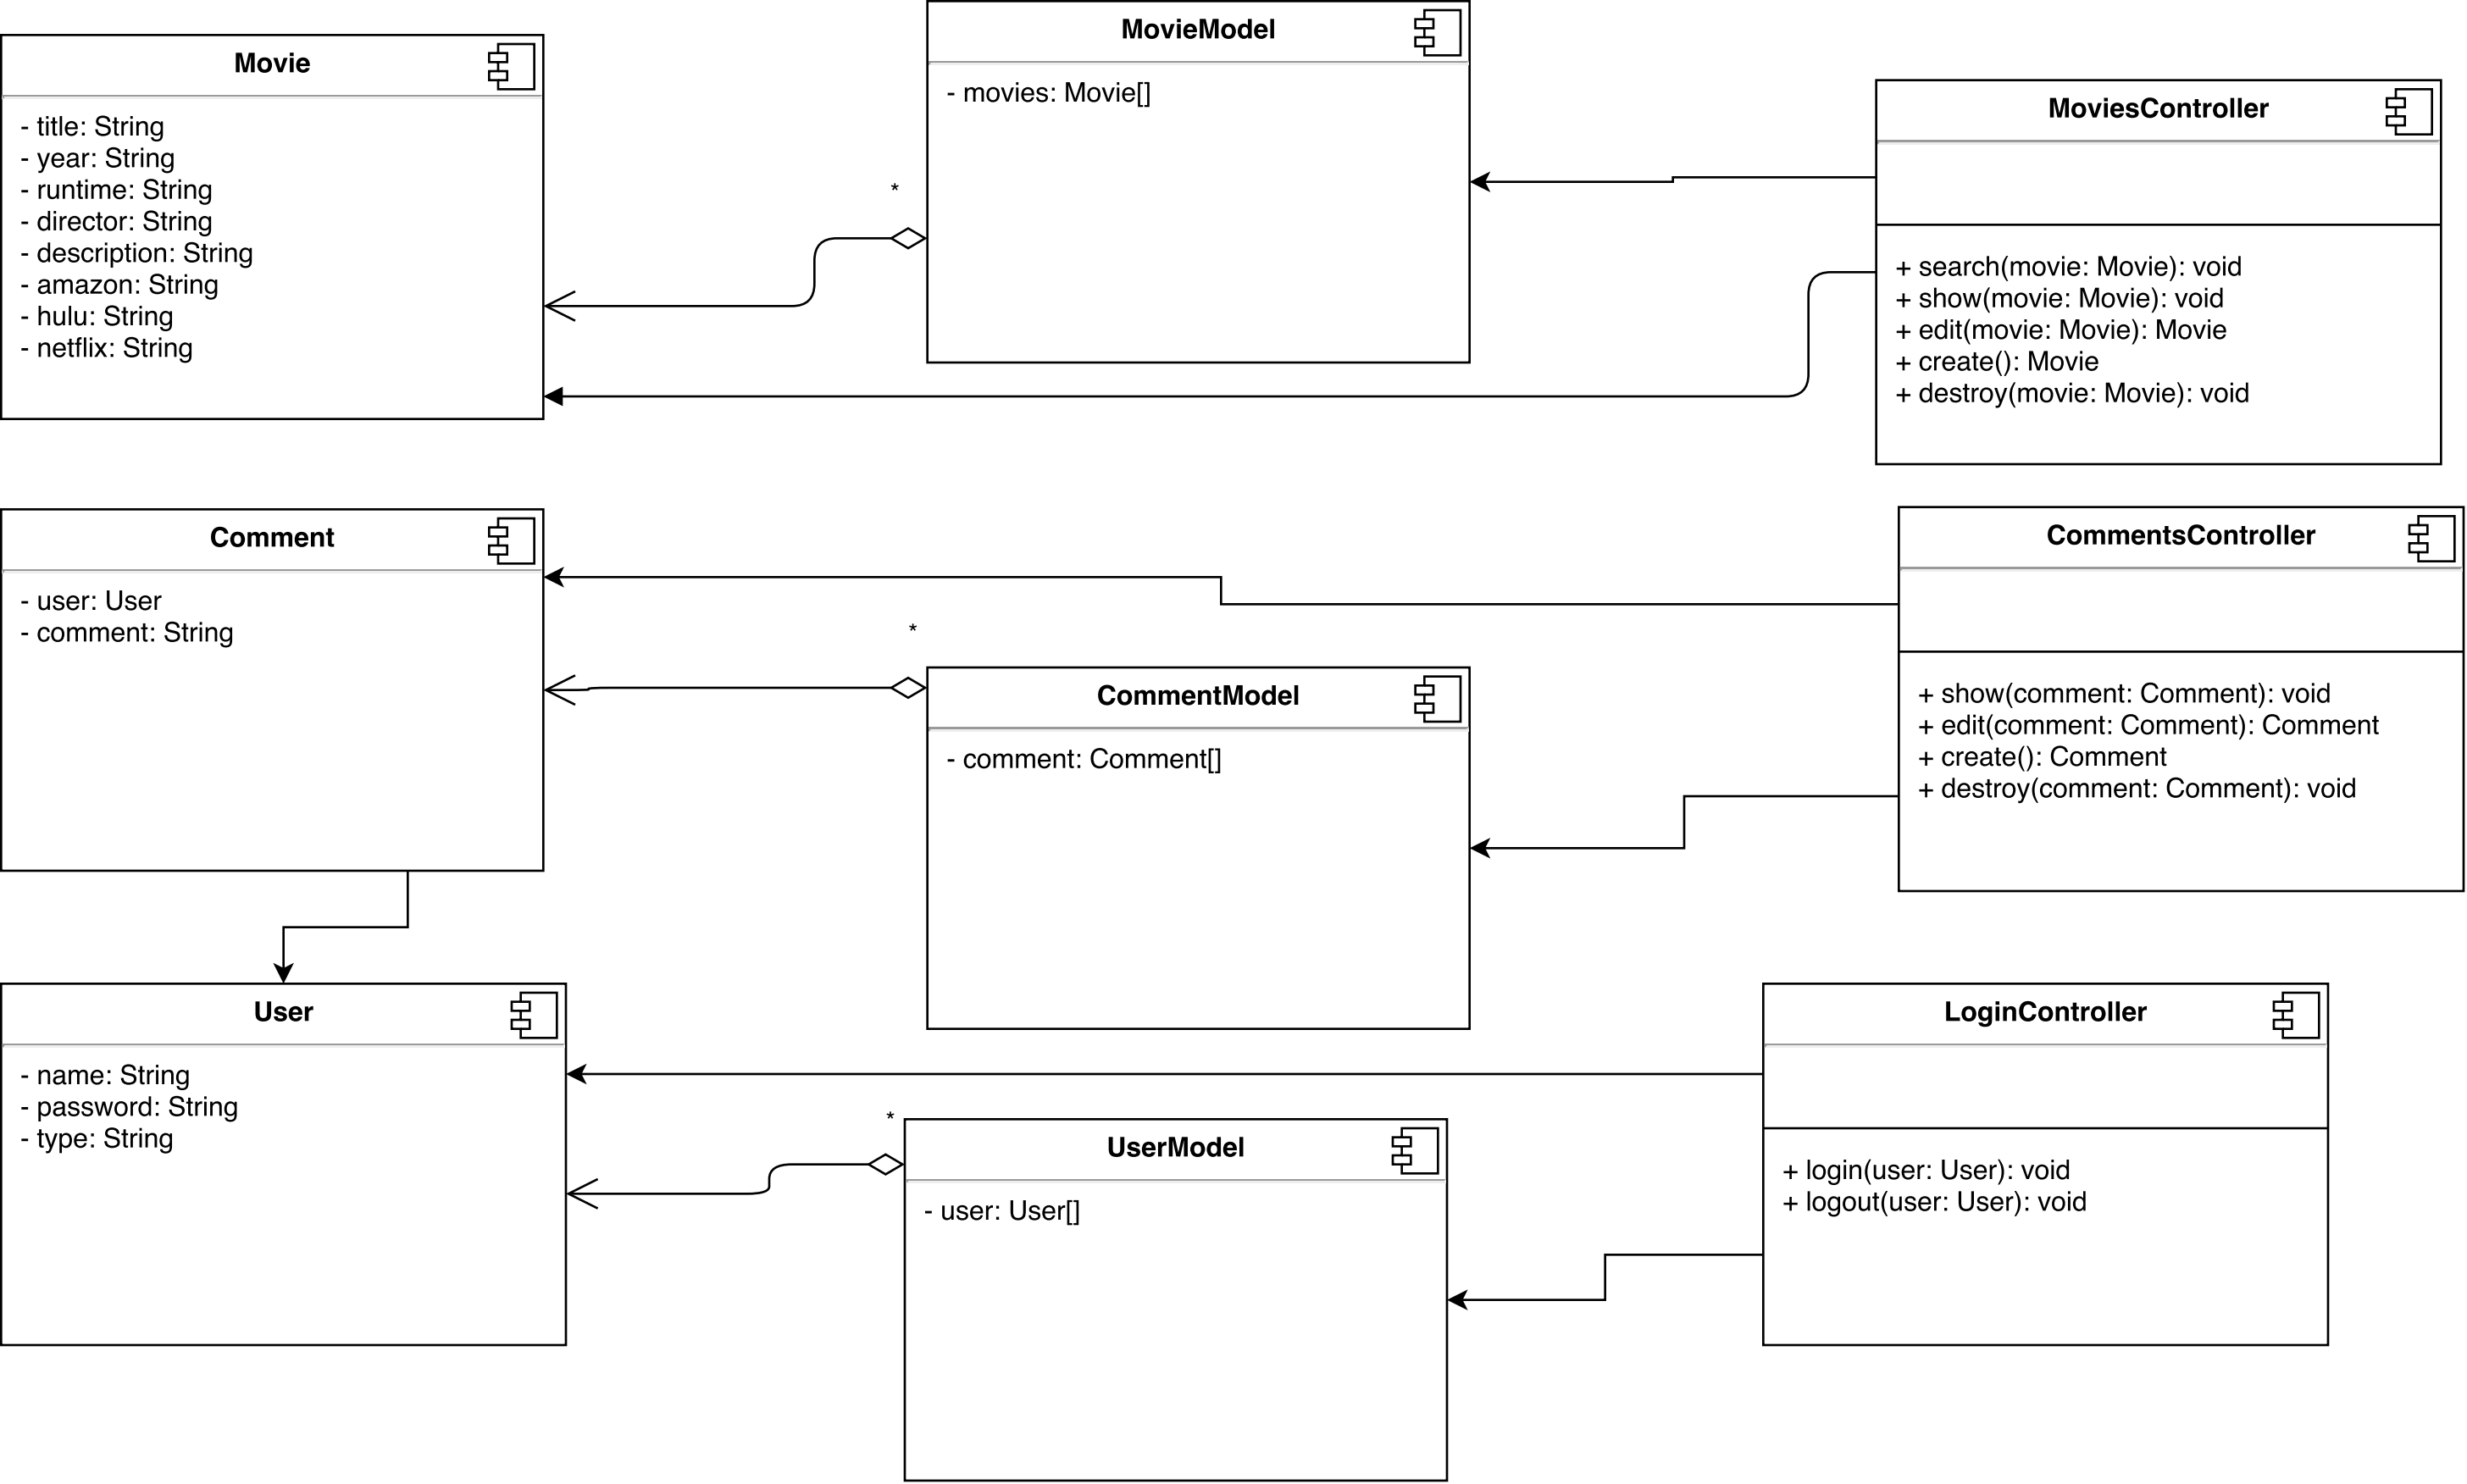 Movie
- title: String
- year: String
- runtime: String
- director: String
- description: String
- amazon: String
- hulu: String
- netflix: String
*
MovieModel
- movies: Movie[]
MoviesController
+ search(movie: Movie): void
+ show(movie: Movie): void
+ edit(movie: Movie): Movie
+ create(): Movie
+ destroy(movie: Movie): void
Comment
- user: User
- comment: String
*
CommentModel
- comment: Comment[]
CommentsController
+ show(comment: Comment): void
+ edit(comment: Comment): Comment
+ create(): Comment
+ destroy(comment: Comment): void
User
- name: String
- password: String
- type: String
*
UserModel
- user: User[]
LoginController
+ login(user: User): void
+ logout(user: User): void